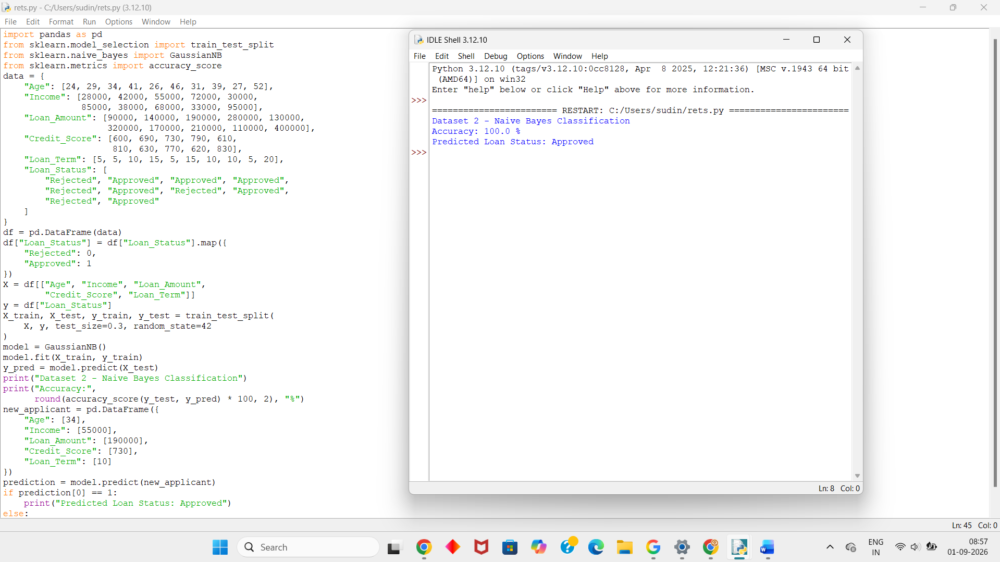 rets.py - C:/Users/sudin/rets.py (3.12.10)
File Edit Format Run Options Window Help
import pandas as pd
from sklearn.model_selection import train_test_split
from sklearn.naive_bayes import GaussianNB
from sklearn.metrics import accuracy_score
data = {
    "Age": [24, 29, 34, 41, 26, 46, 31, 39, 27, 52],
    "Income": [28000, 42000, 55000, 72000, 30000,
               85000, 38000, 68000, 33000, 95000],
    "Loan_Amount": [90000, 140000, 190000, 280000, 130000,
                    320000, 170000, 210000, 110000, 400000],
    "Credit_Score": [600, 690, 730, 790, 610,
                     810, 630, 770, 620, 830],
    "Loan_Term": [5, 5, 10, 15, 5, 15, 10, 10, 5, 20],
    "Loan_Status": [
        "Rejected", "Approved", "Approved", "Approved",
        "Rejected", "Approved", "Rejected", "Approved",
        "Rejected", "Approved"
    ]
}
df = pd.DataFrame(data)
df["Loan_Status"] = df["Loan_Status"].map({
    "Rejected": 0,
    "Approved": 1
})
X = df[["Age", "Income", "Loan_Amount",
        "Credit_Score", "Loan_Term"]]
y = df["Loan_Status"]
X_train, X_test, y_train, y_test = train_test_split(
    X, y, test_size=0.3, random_state=42
)
model = GaussianNB()
model.fit(X_train, y_train)
y_pred = model.predict(X_test)
print("Dataset 2 - Naive Bayes Classification")
print("Accuracy:",
      round(accuracy_score(y_test, y_pred) * 100, 2), "%")
new_applicant = pd.DataFrame({
    "Age": [34],
    "Income": [55000],
    "Loan_Amount": [190000],
    "Credit_Score": [730],
    "Loan_Term": [10]
})
prediction = model.predict(new_applicant)
if prediction[0] == 1:
    print("Predicted Loan Status: Approved")
else:
Ln: 45 Col: 0
IDLE Shell 3.12.10
File Edit Shell Debug Options Window Help
Python 3.12.10 (tags/v3.12.10:0cc8128, Apr  8 2025, 12:21:36) [MSC v.1943 64 bit
 (AMD64)] on win32
Enter "help" below or click "Help" above for more information.
>>>
======================== RESTART: C:/Users/sudin/rets.py =======================
Dataset 2 - Naive Bayes Classification
Accuracy: 100.0 %
Predicted Loan Status: Approved
>>>
Ln: 8 Col: 0
Search
ENG
IN
08:57
01-09-2026